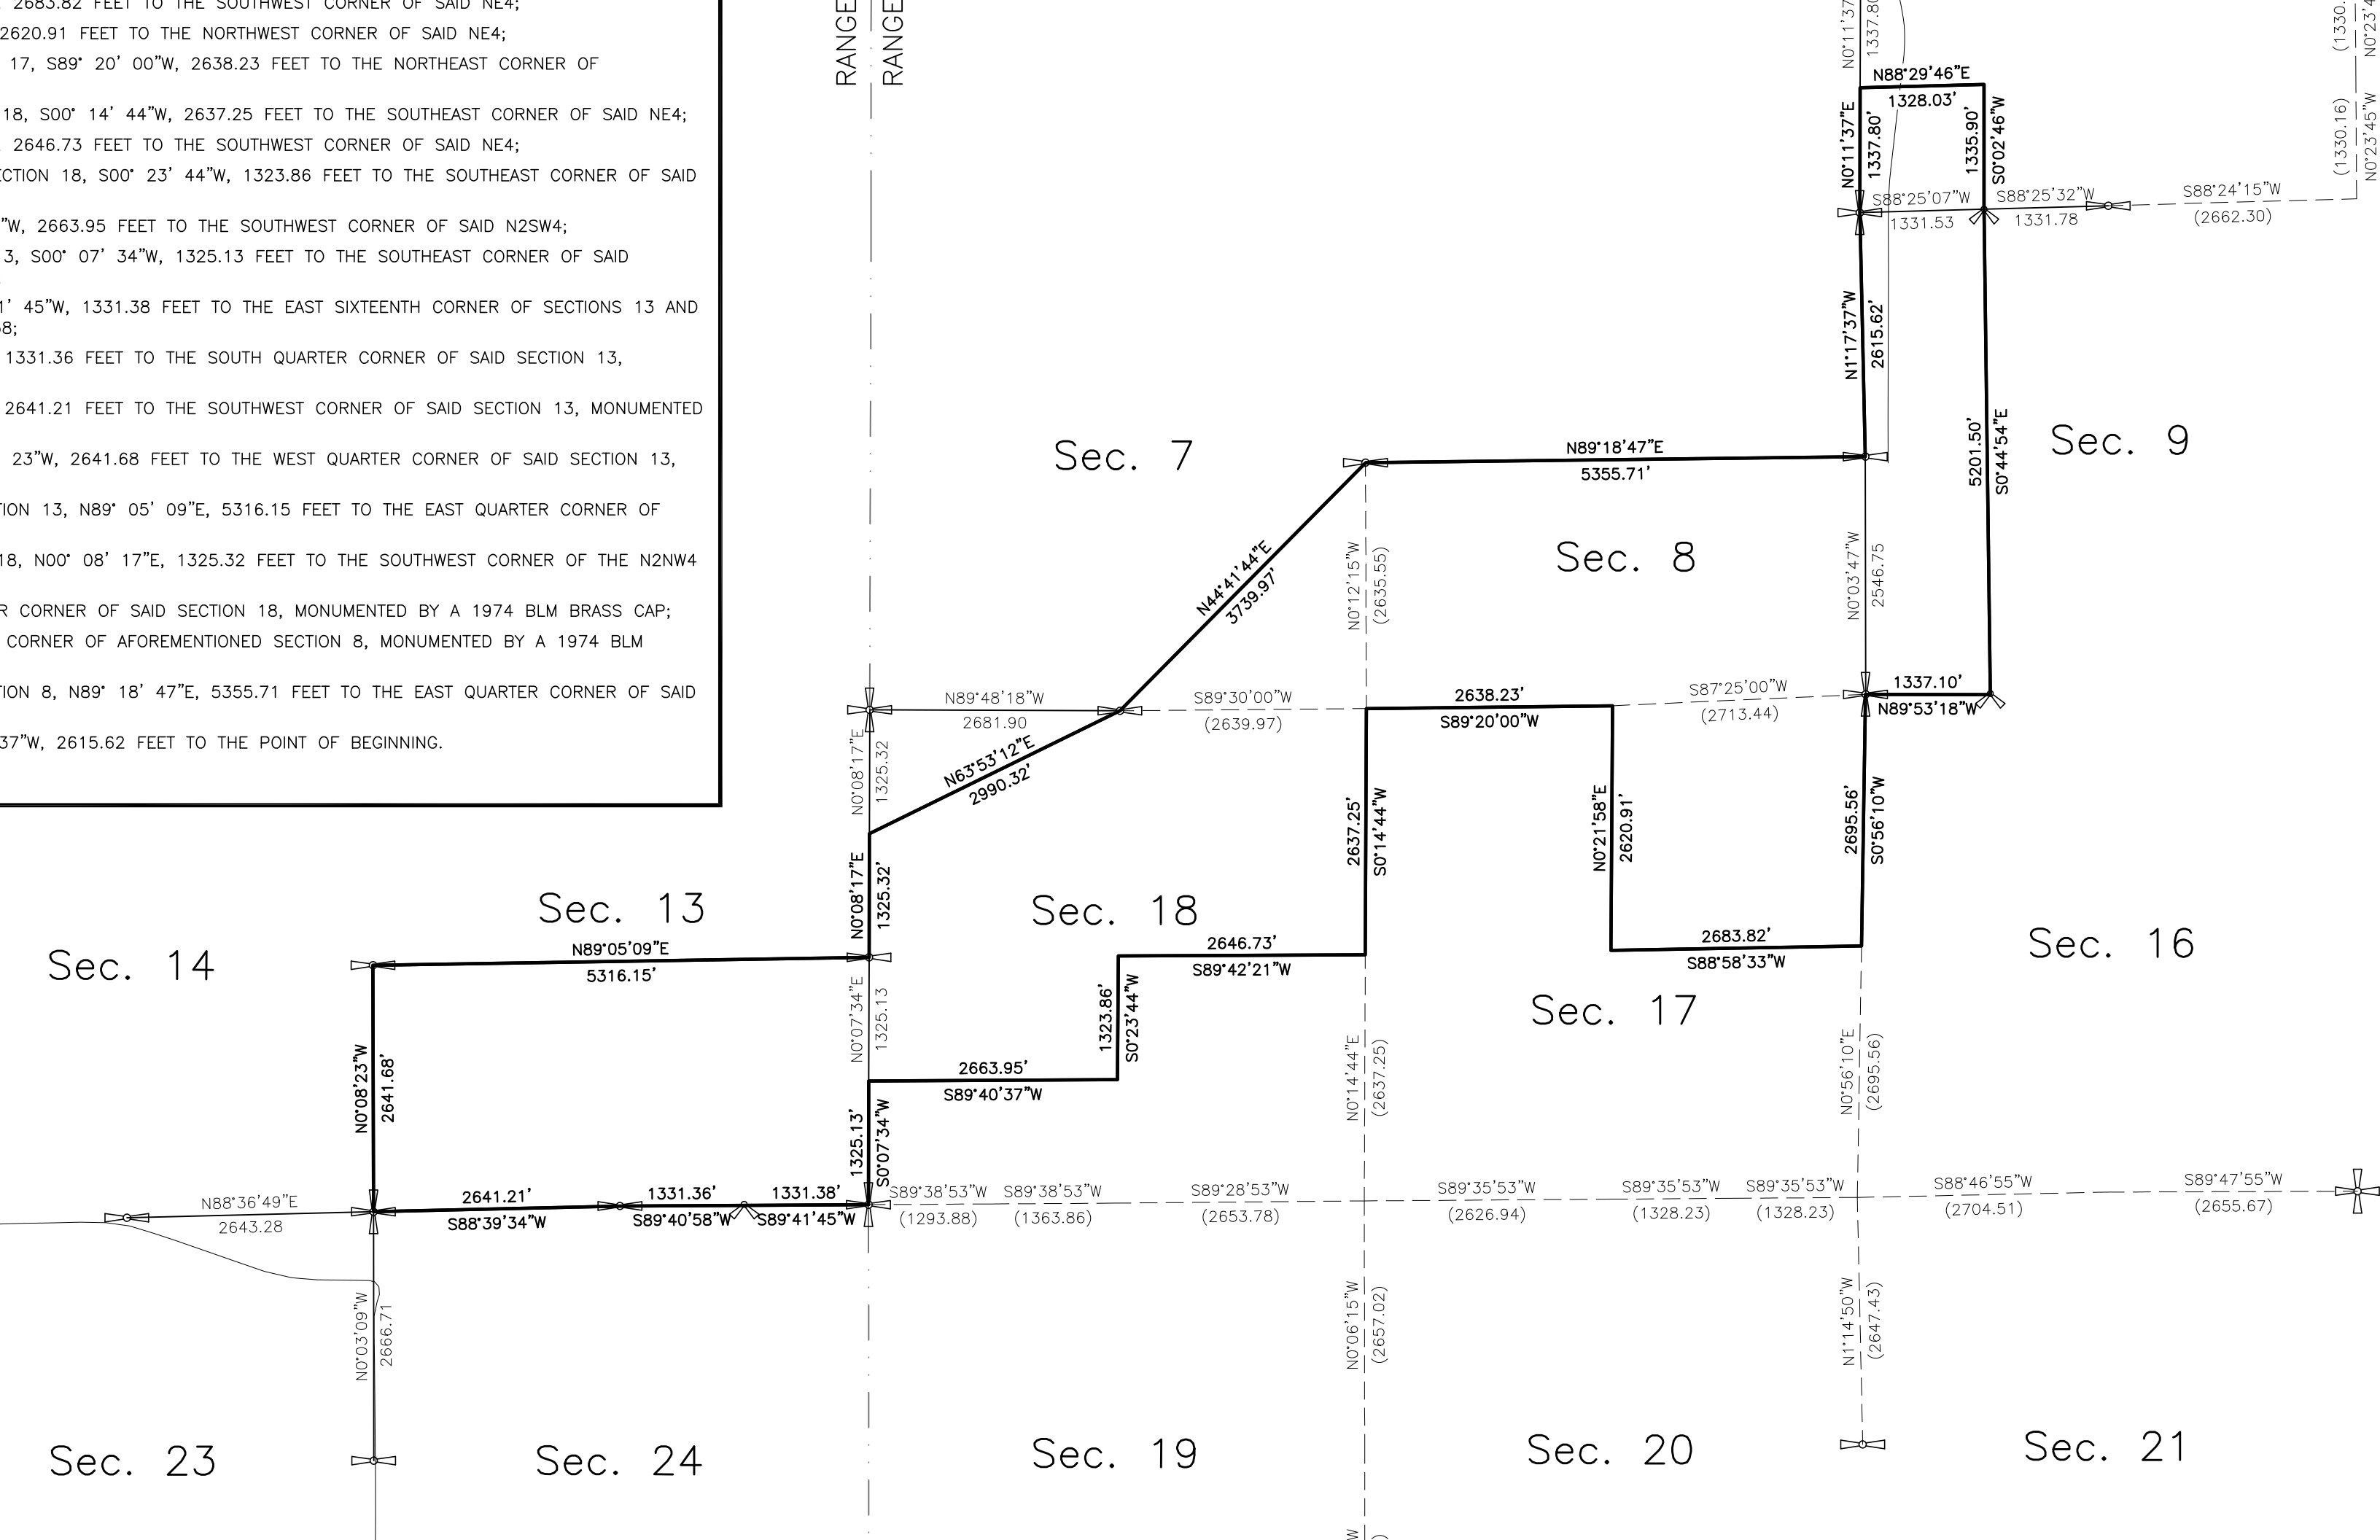 2683.82 FEET TO THE SOUTHWEST CORNER OF SAID NE4;
2620.91 FEET TO THE NORTHWEST CORNER OF SAID NE4;
17, S89° 20' 00"W, 2638.23 FEET TO THE NORTHEAST CORNER OF
18, S00° 14' 44"W, 2637.25 FEET TO THE SOUTHEAST CORNER OF SAID NE4;
2646.73 FEET TO THE SOUTHWEST CORNER OF SAID NE4;
CTION 18, S00° 23' 44"W, 1323.86 FEET TO THE SOUTHEAST CORNER OF SAID
"W, 2663.95 FEET TO THE SOUTHWEST CORNER OF SAID N2SW4;
3, S00° 07' 34"W, 1325.13 FEET TO THE SOUTHEAST CORNER OF SAID
1' 45"W, 1331.38 FEET TO THE EAST SIXTEENTH CORNER OF SECTIONS 13 AND
8;
1331.36 FEET TO THE SOUTH QUARTER CORNER OF SAID SECTION 13,
2641.21 FEET TO THE SOUTHWEST CORNER OF SAID SECTION 13, MONUMENTED
23"W, 2641.68 FEET TO THE WEST QUARTER CORNER OF SAID SECTION 13,
TION 13, N89° 05' 09"E, 5316.15 FEET TO THE EAST QUARTER CORNER OF
18, N00° 08' 17"E, 1325.32 FEET TO THE SOUTHWEST CORNER OF THE N2NW4
R CORNER OF SAID SECTION 18, MONUMENTED BY A 1974 BLM BRASS CAP;
CORNER OF AFOREMENTIONED SECTION 8, MONUMENTED BY A 1974 BLM
TION 8, N89° 18' 47"E, 5355.71 FEET TO THE EAST QUARTER CORNER OF SAID
37"W, 2615.62 FEET TO THE POINT OF BEGINNING.
RANGE
RANGE
N0°11'37
1337.80
(1330.
N0°23'4
N88°29'46"E
1328.03'
N0°11'37"E
1337.80'
1335.90'
S0°02'46"W
(1330.16)
N0°23'45"W
S88°25'07"W
1331.53
S88°25'32"W
1331.78
S88°24'15"W
(2662.30)
N1°17'37"W
2615.62'
Sec. 7
N89°18'47"E
5355.71'
5201.50'
S0°44'54"E
Sec. 9
Sec. 8
N44°41'44"E
3739.97'
N0°12'15"W
(2635.55)
N0°03'47"W
2546.75
N89°48'18"W
2681.90
S89°30'00"W
(2639.97)
2638.23'
S89°20'00"W
S87°25'00"W
(2713.44)
1337.10'
N89°53'18"W
N0°08'17"E
1325.32
N63°53'12"E
2990.32'
2637.25'
S0°14'44"W
N0°21'58"E
2620.91'
2695.56'
S0°56'10"W
Sec. 13
N0°08'17"E
1325.32'
Sec. 18
Sec. 14
N89°05'09"E
5316.15'
2646.73'
S89°42'21"W
2683.82'
S88°58'33"W
Sec. 16
Sec. 17
N0°07'34"E
1325.13
1323.86'
S0°23'44"W
N0°08'23"W
2641.68'
2663.95'
S89°40'37"W
N0°14'44"E
(2637.25)
N0°56'10"E
(2695.56)
1325.13'
S0°07'34"W
N88°36'49"E
2643.28
2641.21'
S88°39'34"W
1331.36'
S89°40'58"W
1331.38'
S89°41'45"W
S89°38'53"W
(1293.88)
S89°38'53"W
(1363.86)
S89°28'53"W
(2653.78)
S89°35'53"W
(2626.94)
S89°35'53"W
(1328.23)
S89°35'53"W
(1328.23)
S88°46'55"W
(2704.51)
S89°47'55"W
(2655.67)
N0°03'09"W
2666.71
N0°06'15"W
(2657.02)
N1°14'50"W
(2647.43)
Sec. 23
Sec. 24
Sec. 19
Sec. 20
Sec. 21
W
)